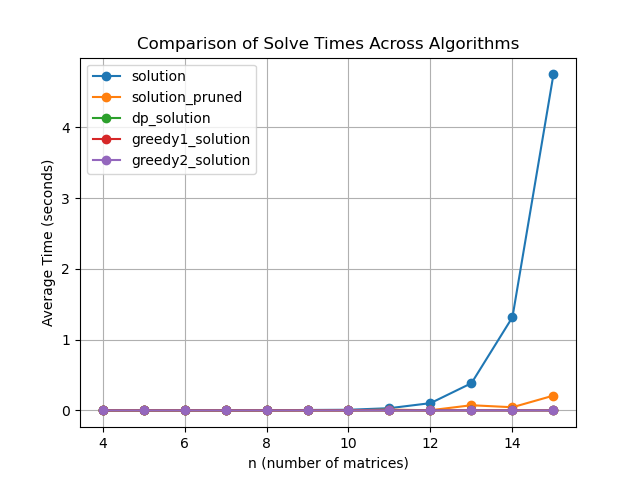 Comparison of Solve Times Across Algorithms
solution
solution_pruned
dp_solution
greedy1_solution
greedy2_solution
Average Time (seconds)
4
3
2
1
0
4 6 8 10 12 14
n (number of matrices)